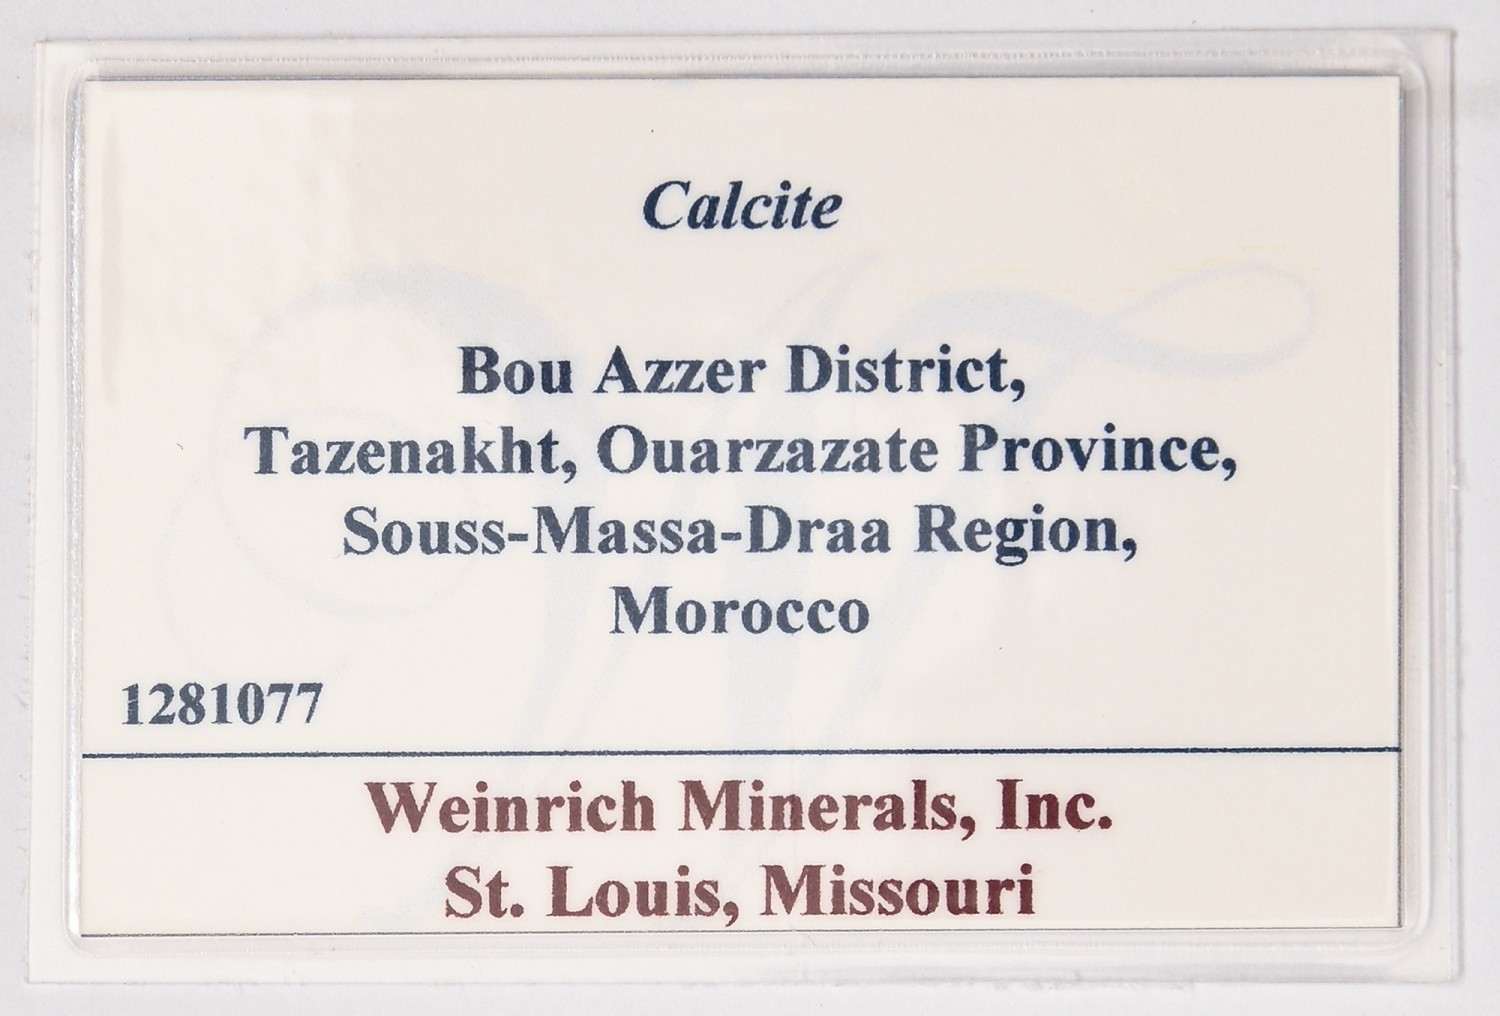 Calcite
Bou Azzer District,
Tazenakht, Ouarzazate Province,
Souss-Massa-Draa Region,
Morocco
1281077
Weinrich Minerals, Inc.
St. Louis, Missouri